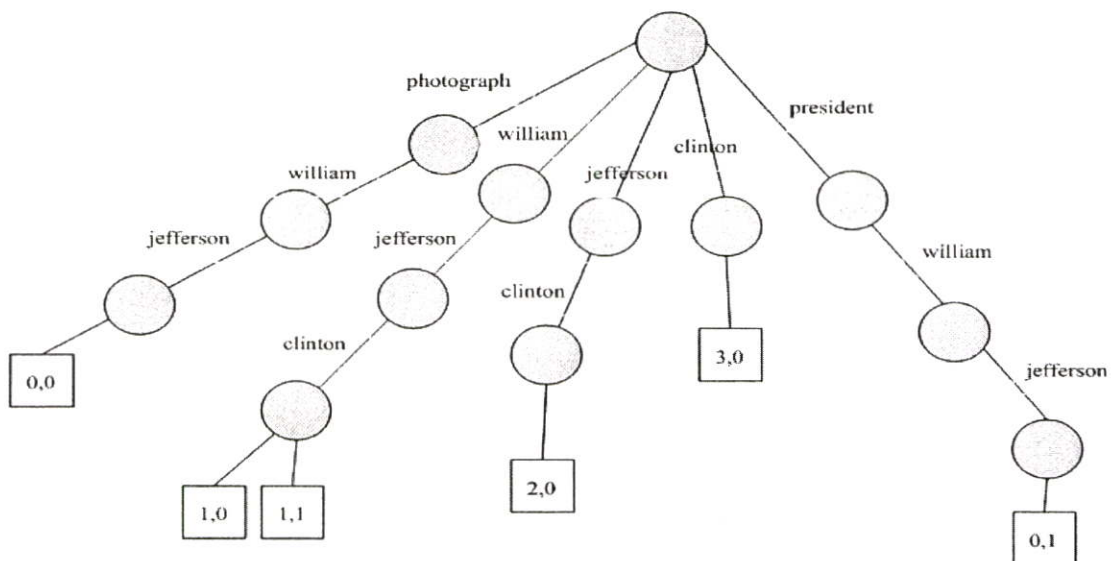 photograph
president
william
clinton
william
jefferson
jefferson
jefferson
william
clinton
clinton
3,0
0,0
jefferson
2,0
1,0
1,1
0,1